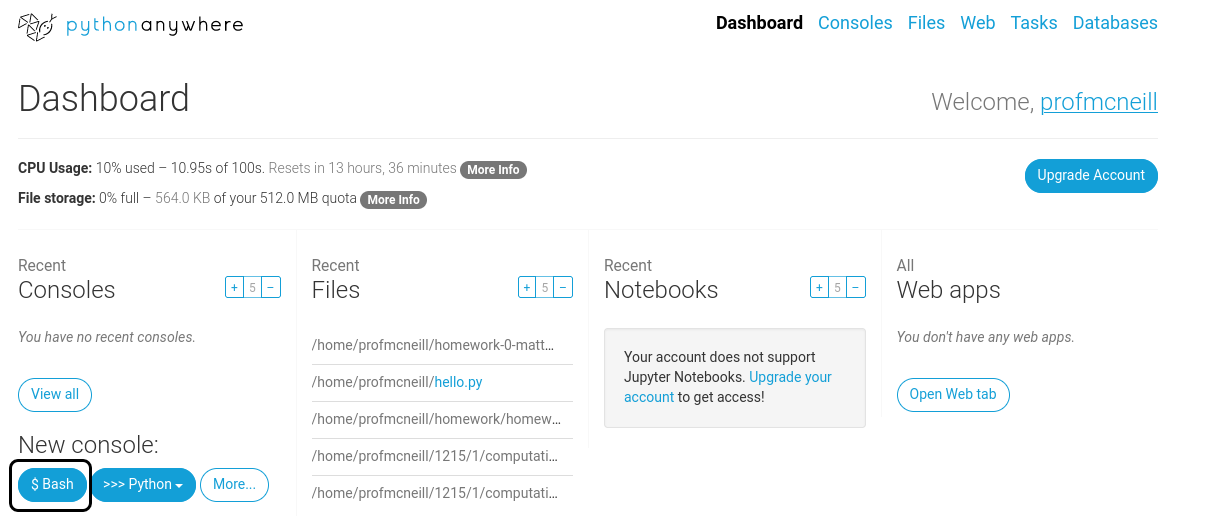 pythonanywhere
Dashboard Consoles Files Web Tasks Databases
Dashboard
Welcome, profmcneill
CPU Usage: 10% used – 10.95s of 100s. Resets in 13 hours, 36 minutes More Info
File storage: 0% full – 564.0 KB of your 512.0 MB quota More Info
Upgrade Account
Recent
Consoles
+ 5 –
You have no recent consoles.
View all
New console:
$ Bash >>> Python More...
Recent
Files
+ 5 –
/home/profmcneill/homework-0-matt...
/home/profmcneill/hello.py
/home/profmcneill/homework/homew...
/home/profmcneill/1215/1/computati...
/home/profmcneill/1215/1/computati...
Recent
Notebooks
+ 5 –
Your account does not support
Jupyter Notebooks. Upgrade your
account to get access!
All
Web apps
You don't have any web apps.
Open Web tab